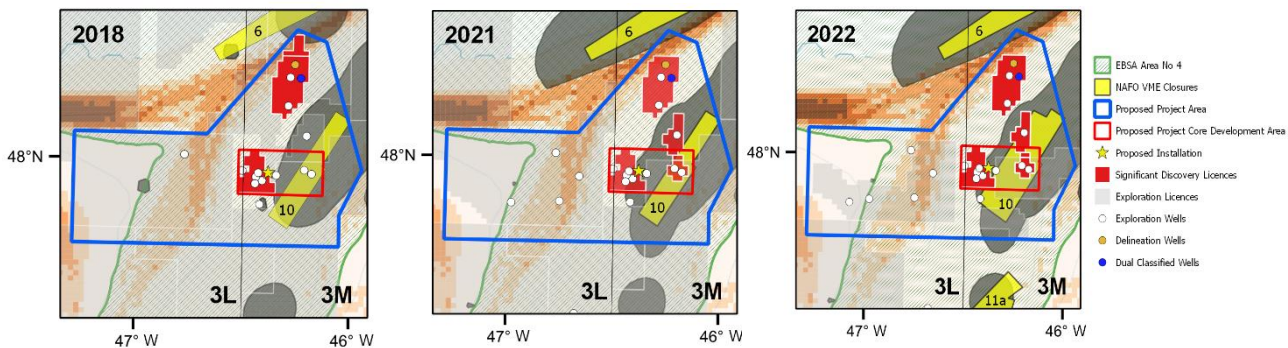 2018
6
48°N
10
3L
3M
47° W
46° W
2021
6
10
3L
3M
47° W
46° W
2022
6
48°N
10
11a
3L
3M
47° W
46° W
EBSA Area No 4
NAFO VME Closures
Proposed Project Area
Proposed Project Core Development Area
Proposed Installation
Significant Discovery Licences
Exploration Licences
Exploration Wells
Delineation Wells
Dual Classified Wells